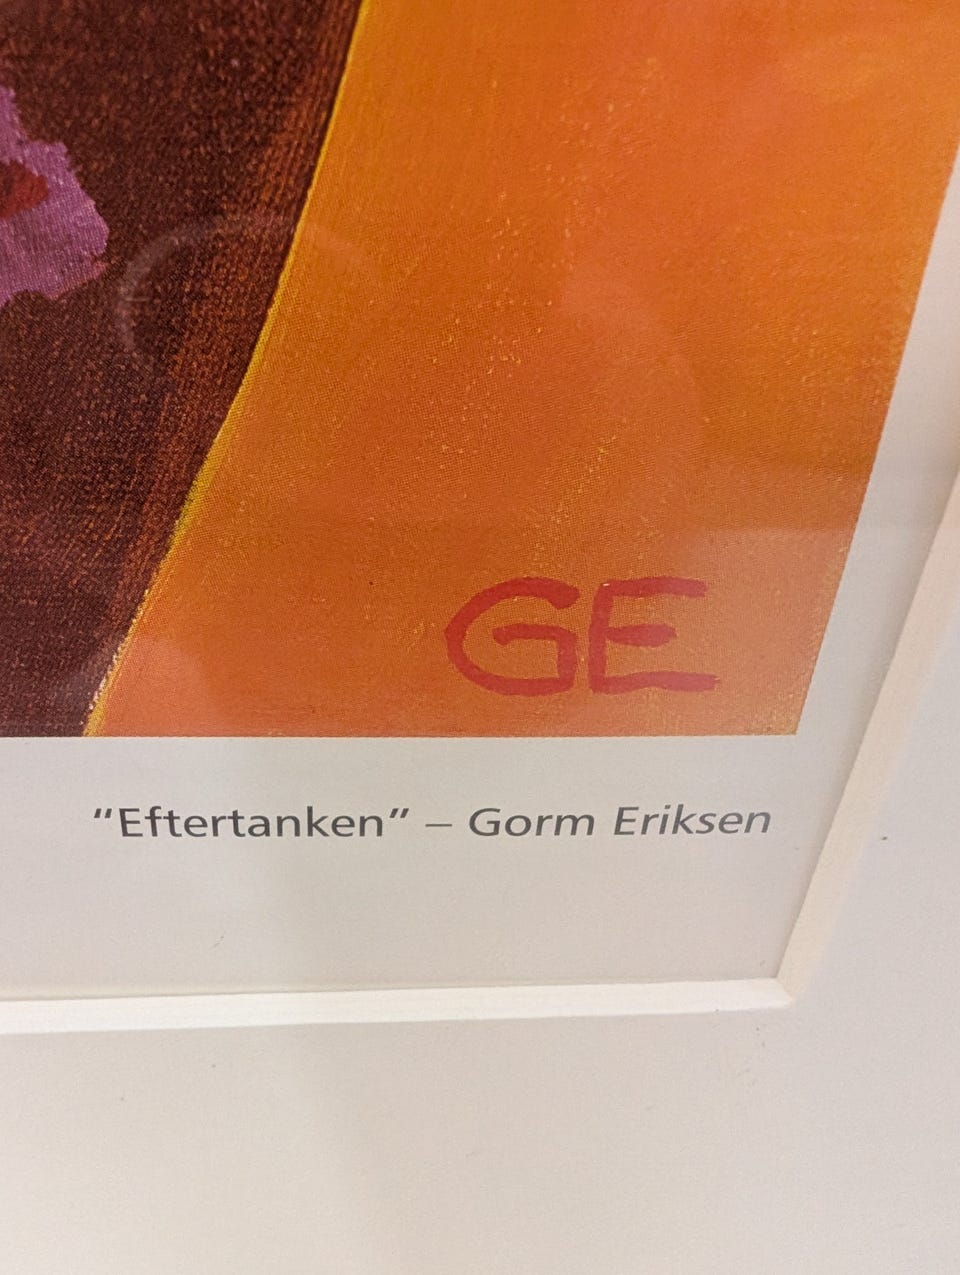 GE
"Eftertanken" – Gorm Eriksen